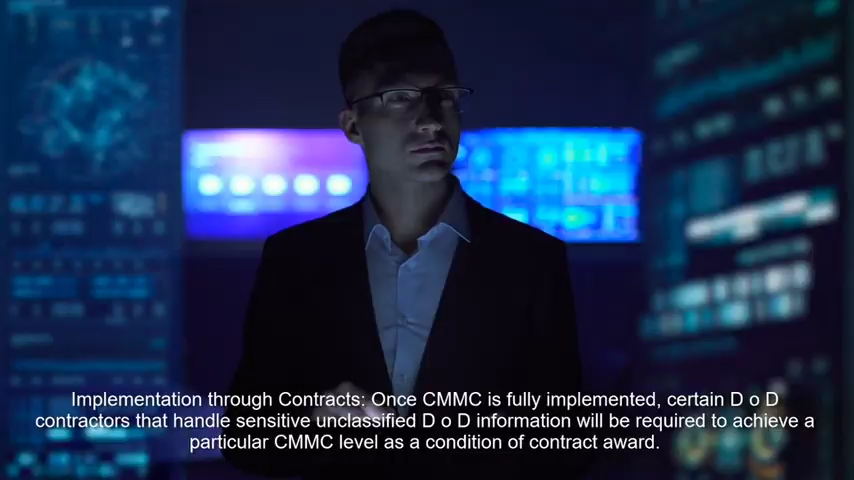 Implementation through Contracts: Once CMMC is fully implemented, certain D o D
contractors that handle sensitive unclassified D o D information will be required to achieve a
particular CMMC level as a condition of contract award.